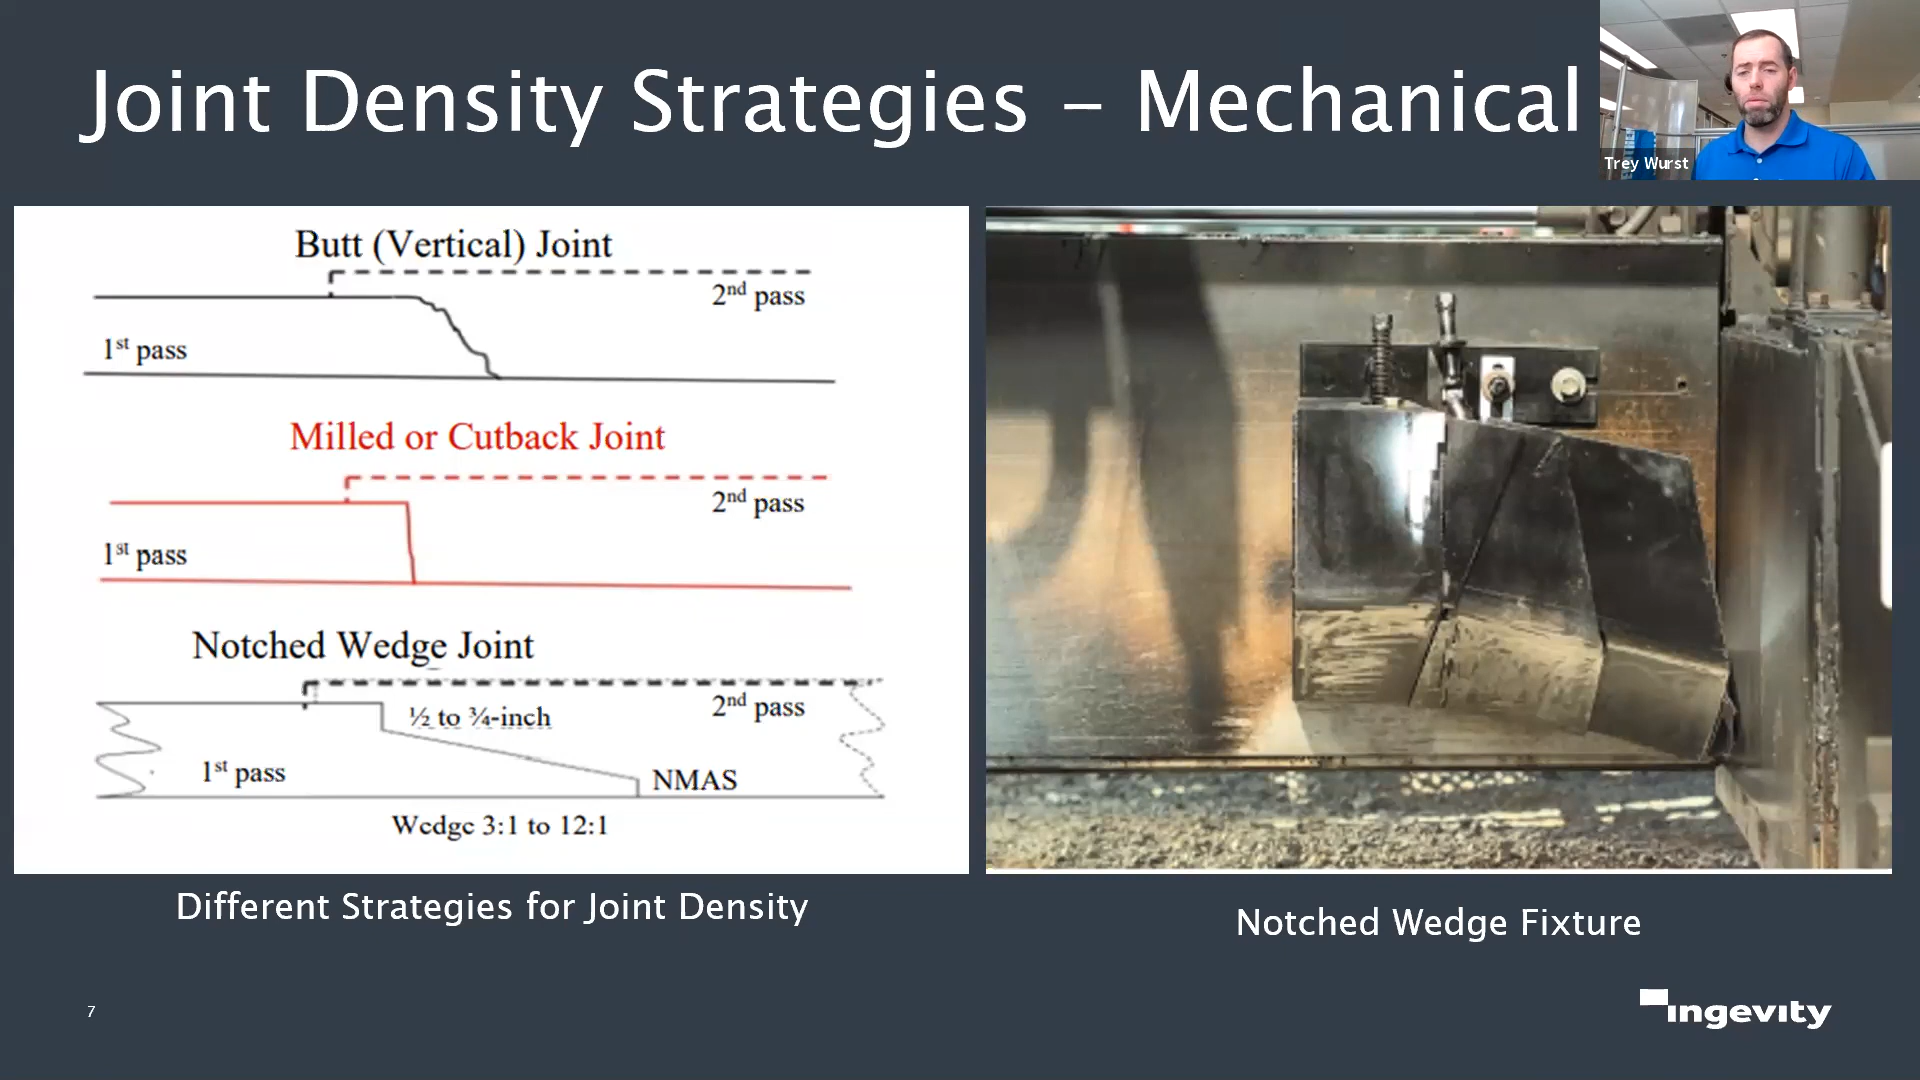 Joint Density Strategies – Mechanical
Trey Wurst
Butt (Vertical) Joint
2nd pass
1st pass
Milled or Cutback Joint
2nd pass
1st pass
Notched Wedge Joint
2nd pass
½ to ¾-inch
1st pass
NMAS
Wedge 3:1 to 12:1
Different Strategies for Joint Density
Notched Wedge Fixture
7
ingevity